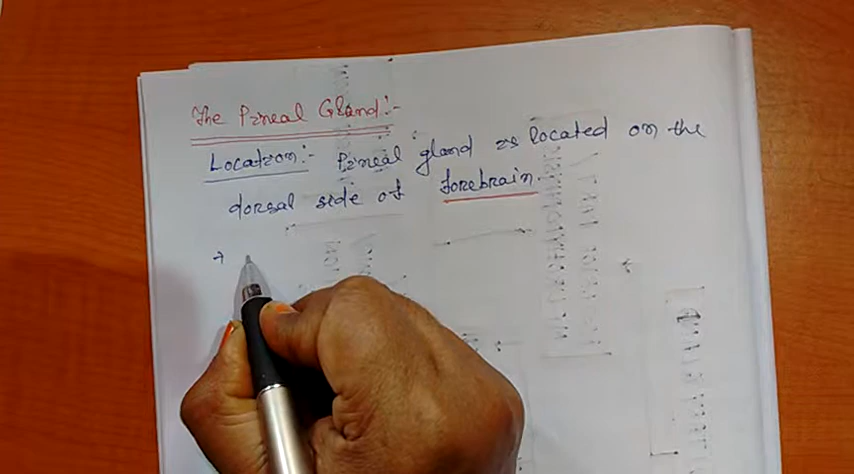 The Pineal Gland:-
Location:- Pineal gland is located on the
dorsal side of forebrain.
→